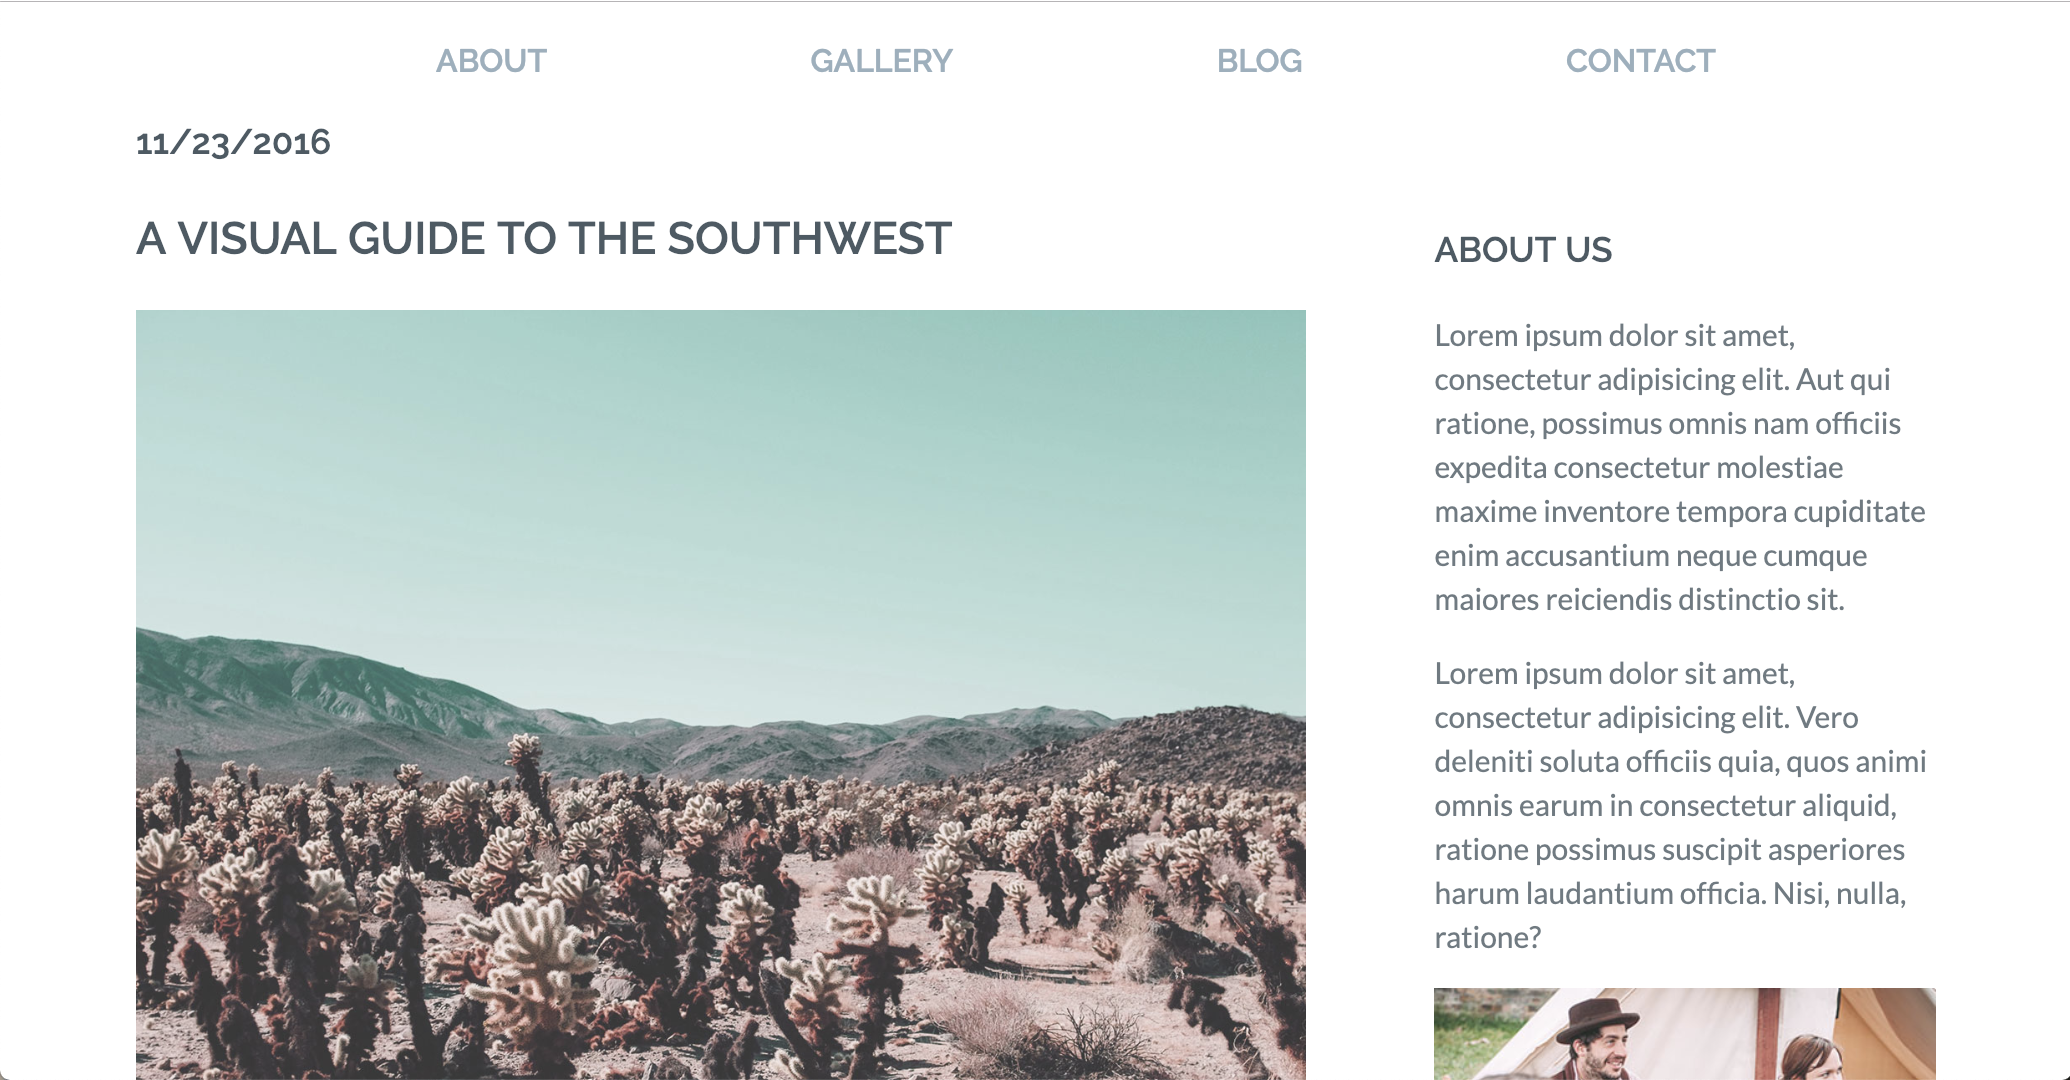 ABOUT GALLERY BLOG CONTACT
11/23/2016
A VISUAL GUIDE TO THE SOUTHWEST
ABOUT US
Lorem ipsum dolor sit amet,
consectetur adipisicing elit. Aut qui
ratione, possimus omnis nam officiis
expedita consectetur molestiae
maxime inventore tempora cupiditate
enim accusantium neque cumque
maiores reiciendis distinctio sit.
Lorem ipsum dolor sit amet,
consectetur adipisicing elit. Vero
deleniti soluta officiis quia, quos animi
omnis earum in consectetur aliquid,
ratione possimus suscipit asperiores
harum laudantium officia. Nisi, nulla,
ratione?